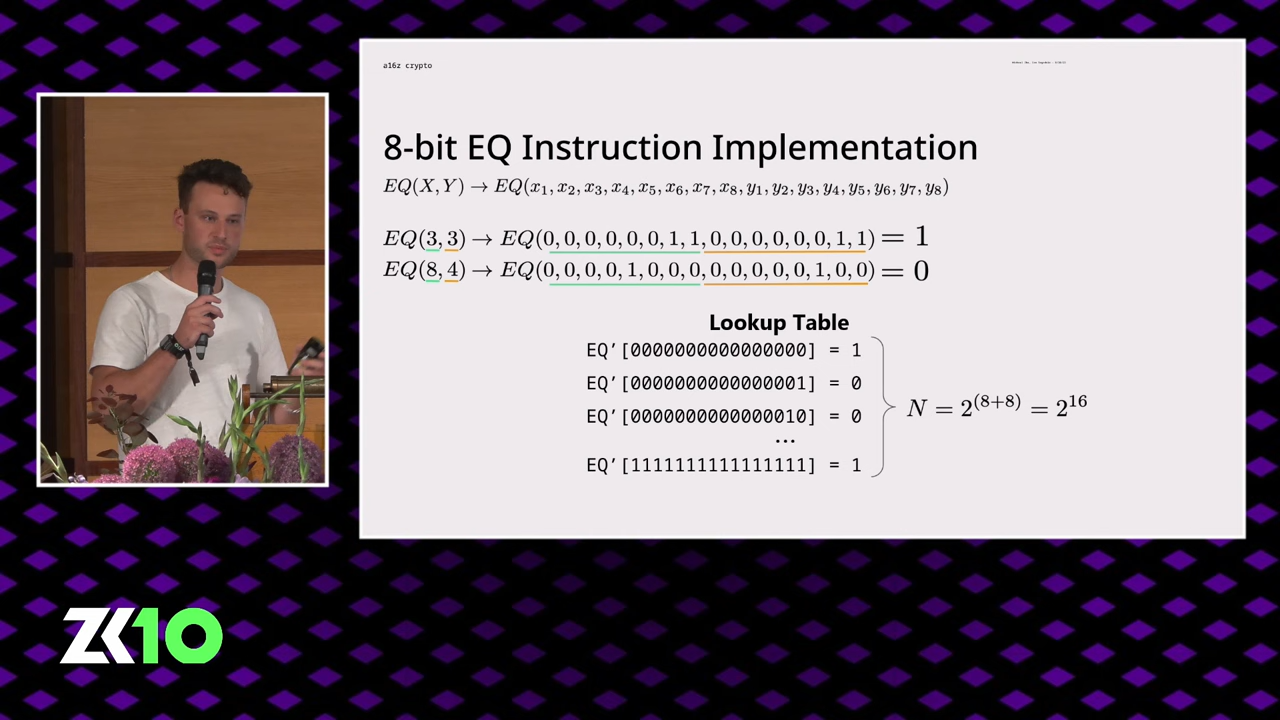 a16z crypto
8-bit EQ Instruction Implementation
EQ(X, Y) → EQ(x₁, x₂, x₃, x₄, x₅, x₆, x₇, x₈, y₁, y₂, y₃, y₄, y₅, y₆, y₇, y₈)
EQ(3, 3) → EQ(0, 0, 0, 0, 0, 0, 1, 1, 0, 0, 0, 0, 0, 0, 1, 1) = 1
EQ(8, 4) → EQ(0, 0, 0, 0, 1, 0, 0, 0, 0, 0, 0, 0, 0, 1, 0, 0) = 0
Lookup Table
EQ’[0000000000000000] = 1
EQ’[0000000000000001] = 0
EQ’[0000000000000010] = 0
...
EQ’[1111111111111111] = 1
N = 2⁽⁸⁺⁸⁾ = 2¹⁶
ZK10